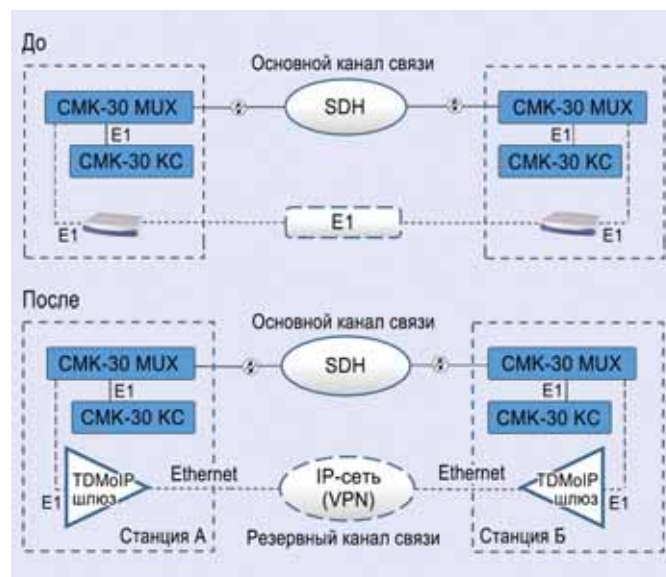 До
Основной канал связи
СМК-30 MUX
SDH
СМК-30 MUX
E1
E1
СМК-30 КС
СМК-30 КС
E1
E1
E1
После
Основной канал связи
СМК-30 MUX
SDH
СМК-30 MUX
E1
E1
СМК-30 КС
СМК-30 КС
TDMoIP
шлюз
Ethernet
IP-сеть
(VPN)
Ethernet
TDMoIP
шлюз
E1
E1
Станция А
Резервный канал связи
Станция Б